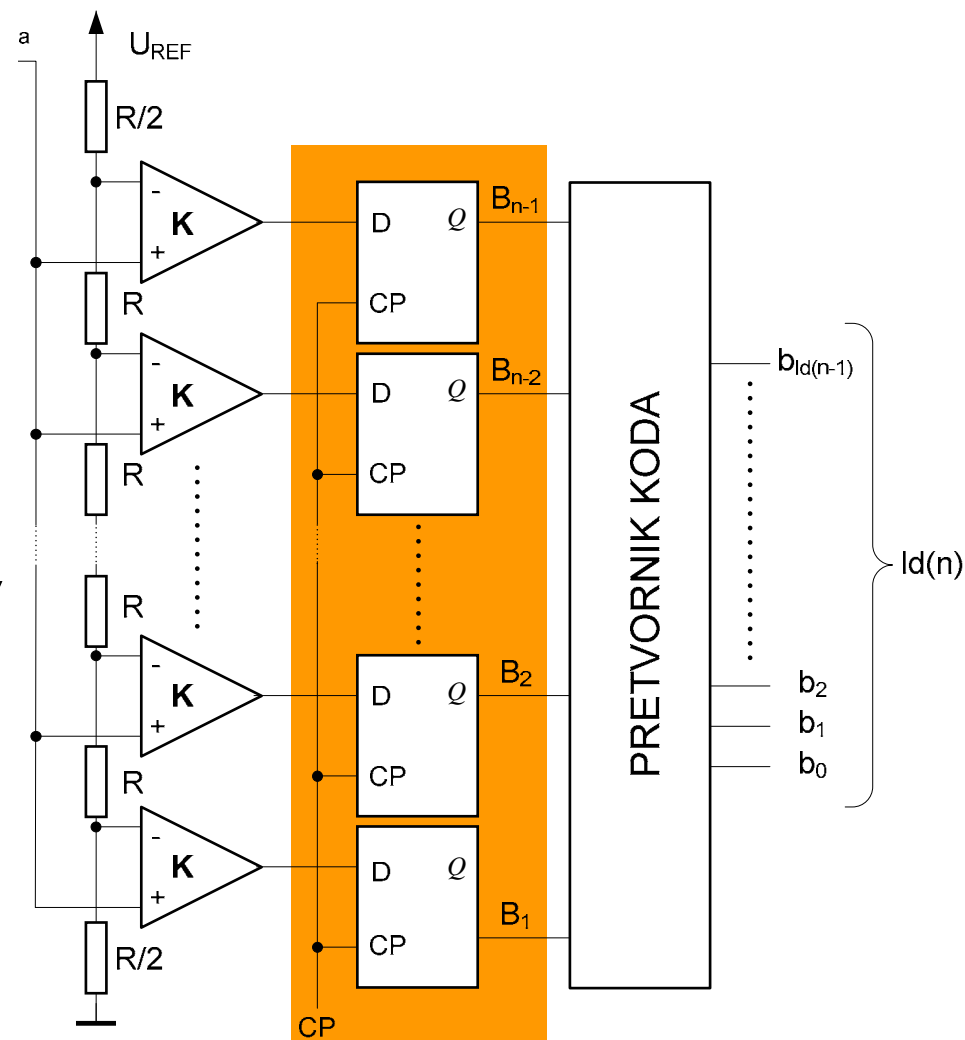 a
U_REF
R/2
- K +
D Q
CP
B_n-1
R
- K +
D Q
CP
B_n-2
R
b_ld(n-1)
PRETVORNIK KODA
ld(n)
R
- K +
D Q
CP
B_2
b_2
b_1
b_0
R
- K +
D Q
CP
B_1
R/2
CP